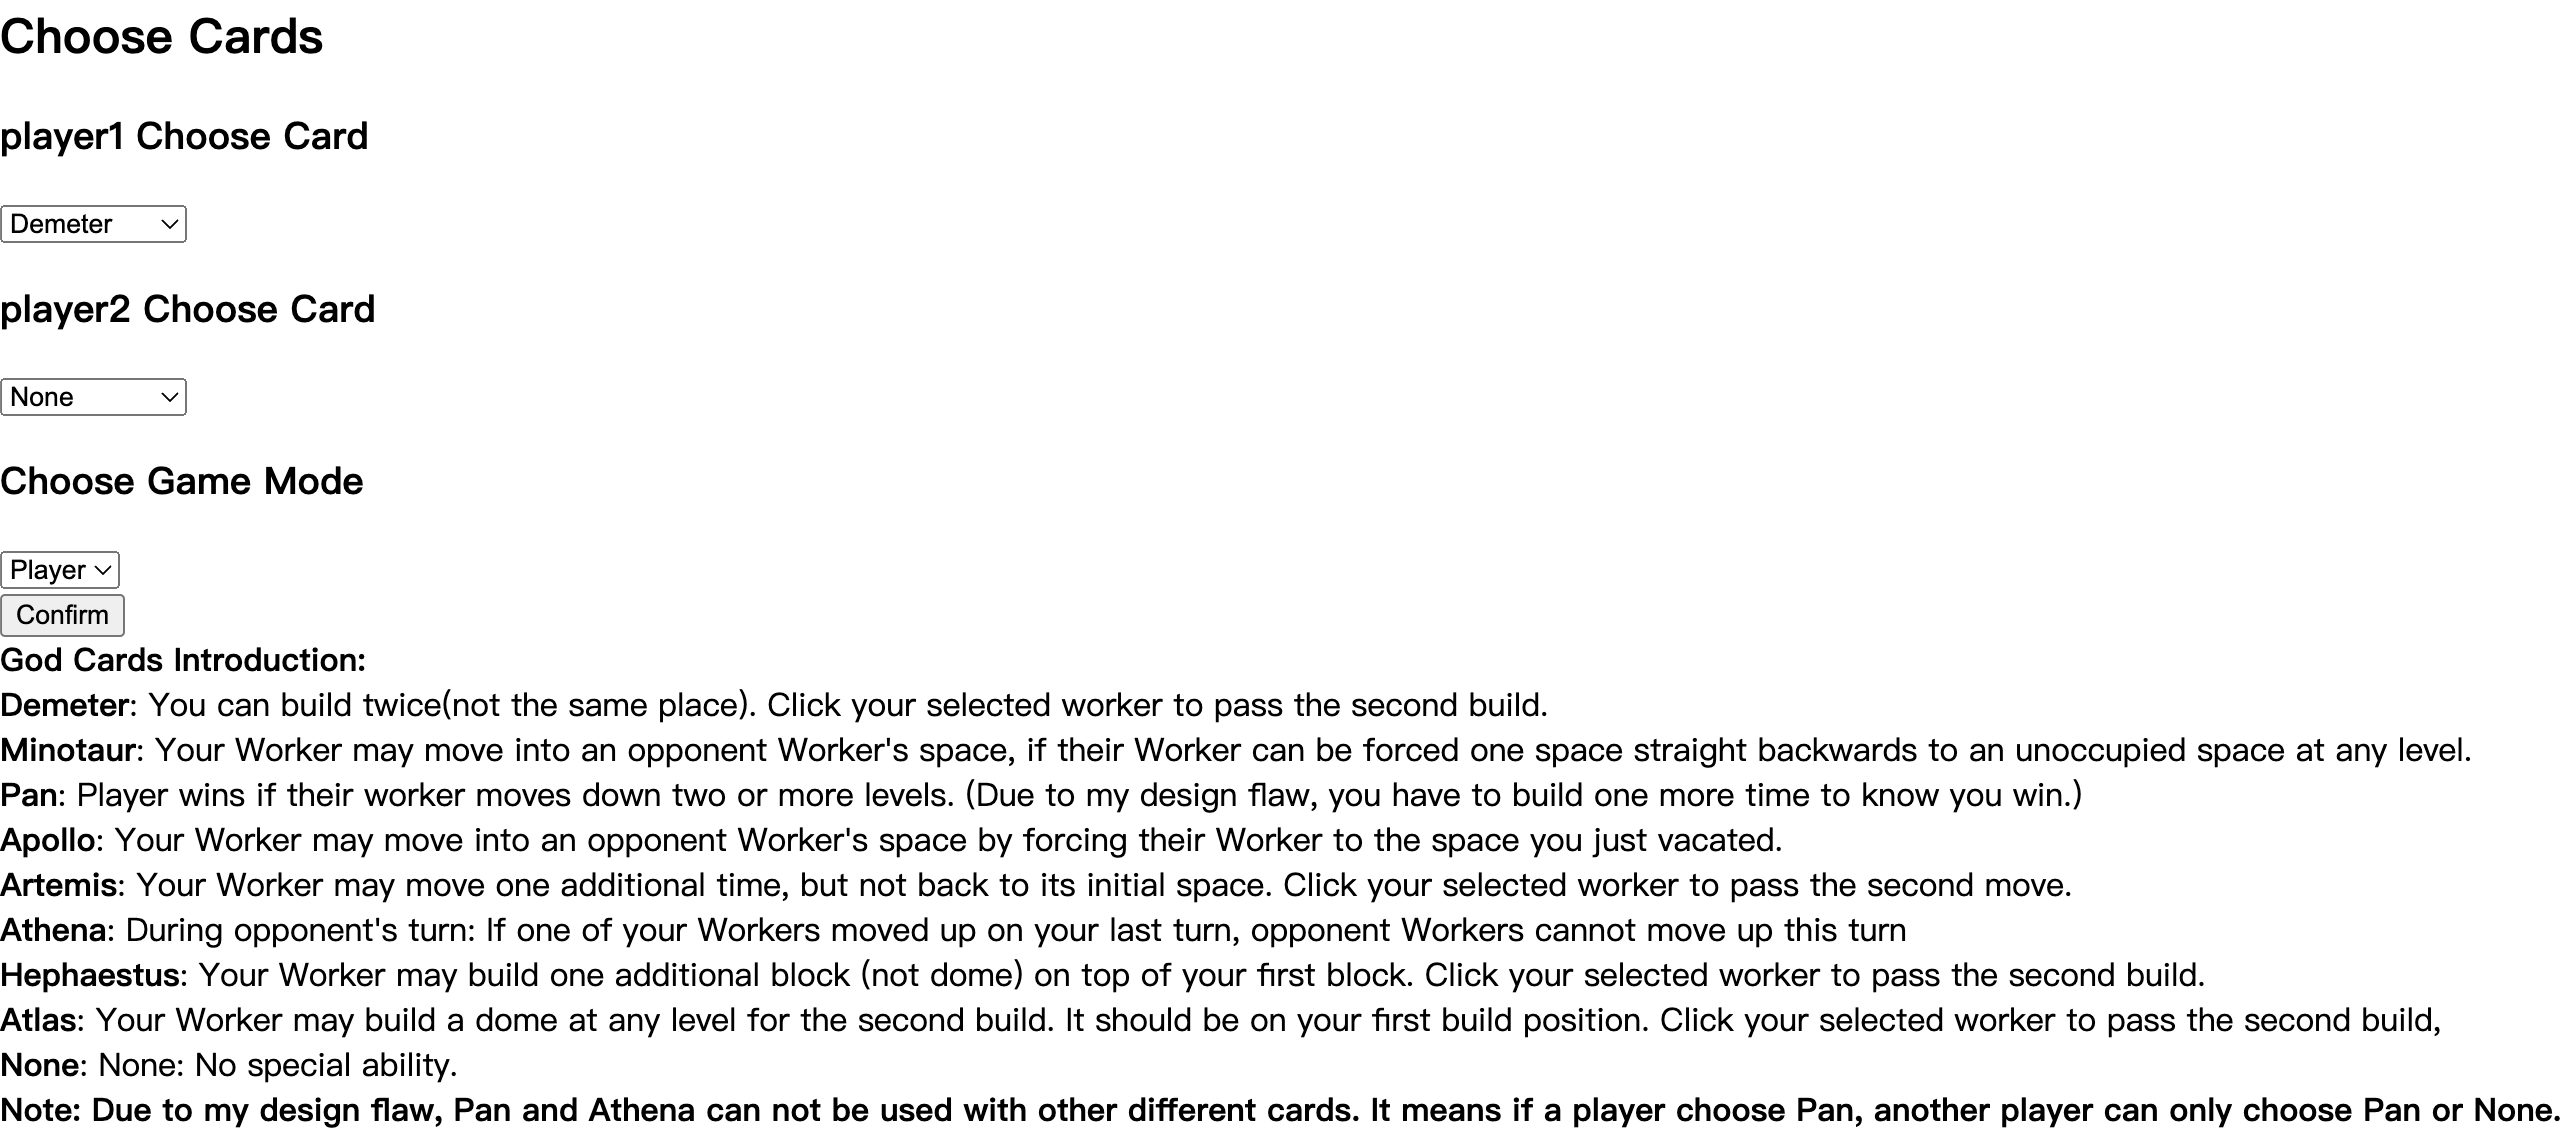 Choose Cards
player1 Choose Card
Demeter
player2 Choose Card
None
Choose Game Mode
Player
Confirm
God Cards Introduction:
Demeter: You can build twice(not the same place). Click your selected worker to pass the second build.
Minotaur: Your Worker may move into an opponent Worker's space, if their Worker can be forced one space straight backwards to an unoccupied space at any level.
Pan: Player wins if their worker moves down two or more levels. (Due to my design flaw, you have to build one more time to know you win.)
Apollo: Your Worker may move into an opponent Worker's space by forcing their Worker to the space you just vacated.
Artemis: Your Worker may move one additional time, but not back to its initial space. Click your selected worker to pass the second move.
Athena: During opponent's turn: If one of your Workers moved up on your last turn, opponent Workers cannot move up this turn
Hephaestus: Your Worker may build one additional block (not dome) on top of your first block. Click your selected worker to pass the second build.
Atlas: Your Worker may build a dome at any level for the second build. It should be on your first build position. Click your selected worker to pass the second build,
None: None: No special ability.
Note: Due to my design flaw, Pan and Athena can not be used with other different cards. It means if a player choose Pan, another player can only choose Pan or None.